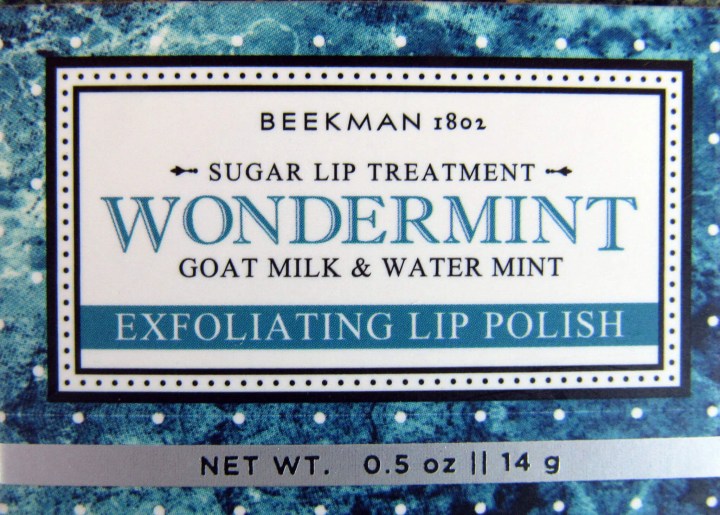 BEEKMAN 1802
SUGAR LIP TREATMENT
WONDERMINT
GOAT MILK & WATER MINT
EXFOLIATING LIP POLISH
NET WT. 0.5 oz || 14 g